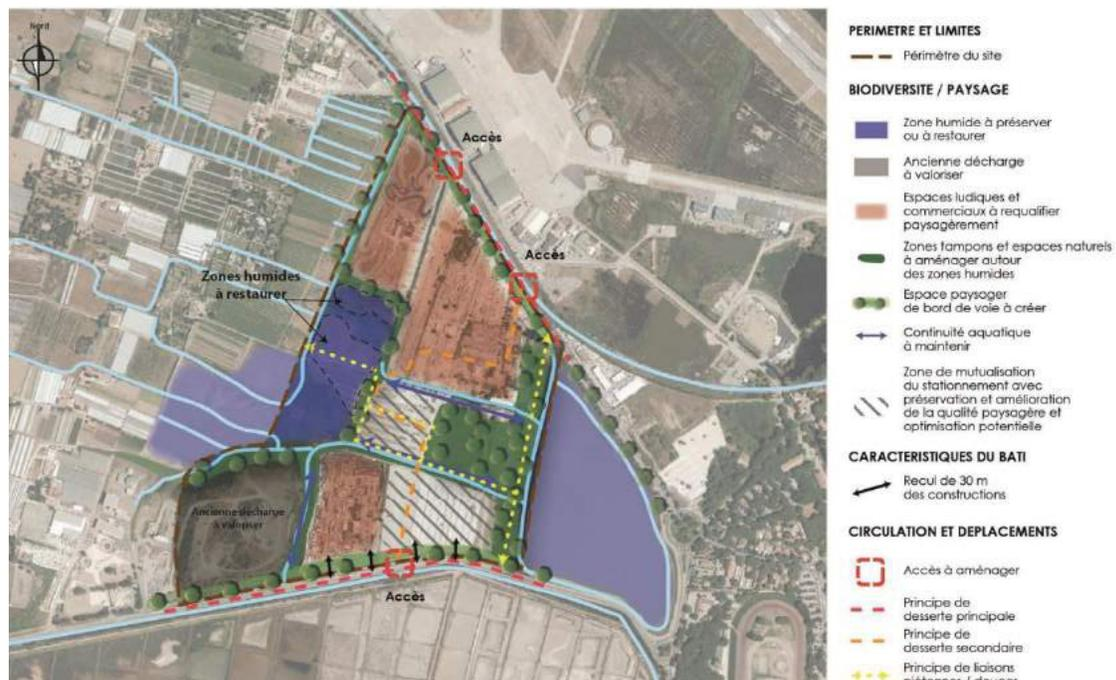 Nord
Accès
Accès
Zones humides
à restaurer
Ancienne décharge
à valoriser
Accès
PERIMETRE ET LIMITES
Périmètre du site
BIODIVERSITE / PAYSAGE
Zone humide à préserver
ou à restaurer
Ancienne décharge
à valoriser
Espaces ludiques et
commerciaux à requalifier
paysagèrement
Zones tampons et espaces naturels
à aménager autour
des zones humides
Espace paysager
de bord de voie à créer
Continuité aquatique
à maintenir
Zone de mutualisation
du stationnement avec
préservation et amélioration
de la qualité paysagère et
optimisation potentielle
CARACTERISTIQUES DU BATI
Recul de 30 m
des constructions
CIRCULATION ET DEPLACEMENTS
Accès à aménager
Principe de
desserte principale
Principe de
desserte secondaire
Principe de liaisons